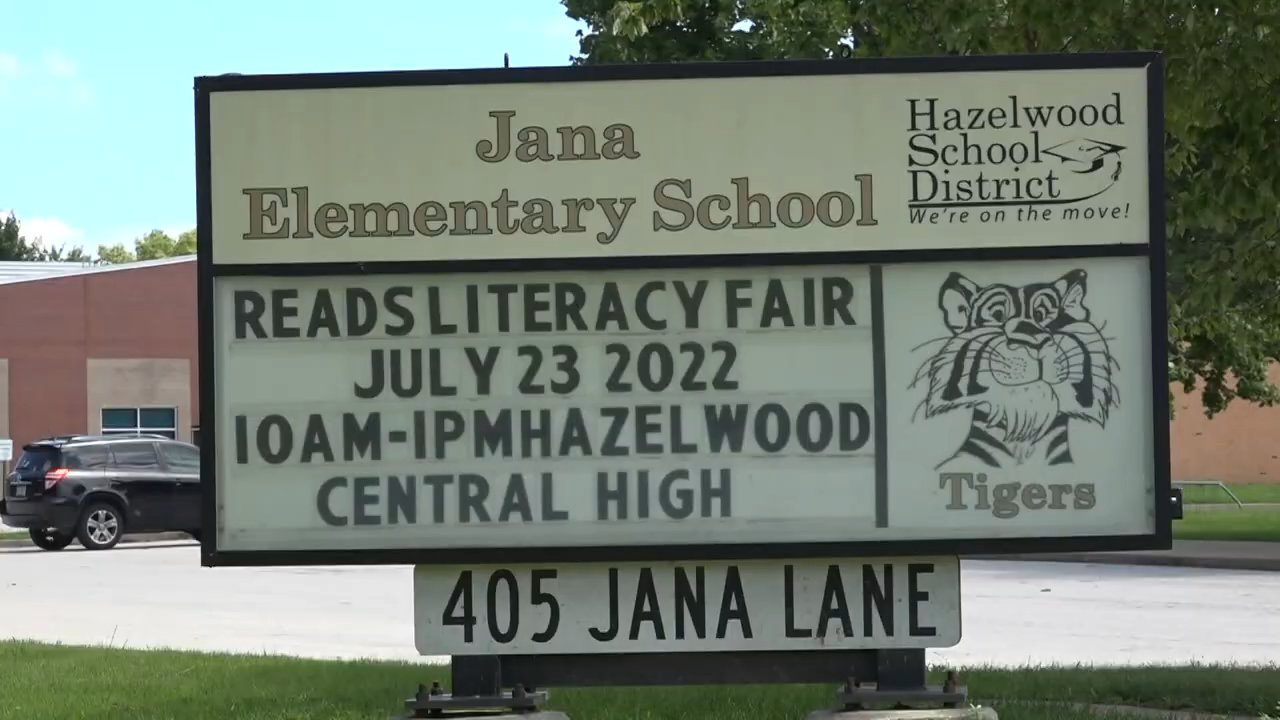 Jana
Elementary School
Hazelwood
School
District
We're on the move!
READS LITERACY FAIR
JULY 23 2022
10AM-1PM HAZELWOOD
CENTRAL HIGH
Tigers
405 JANA LANE